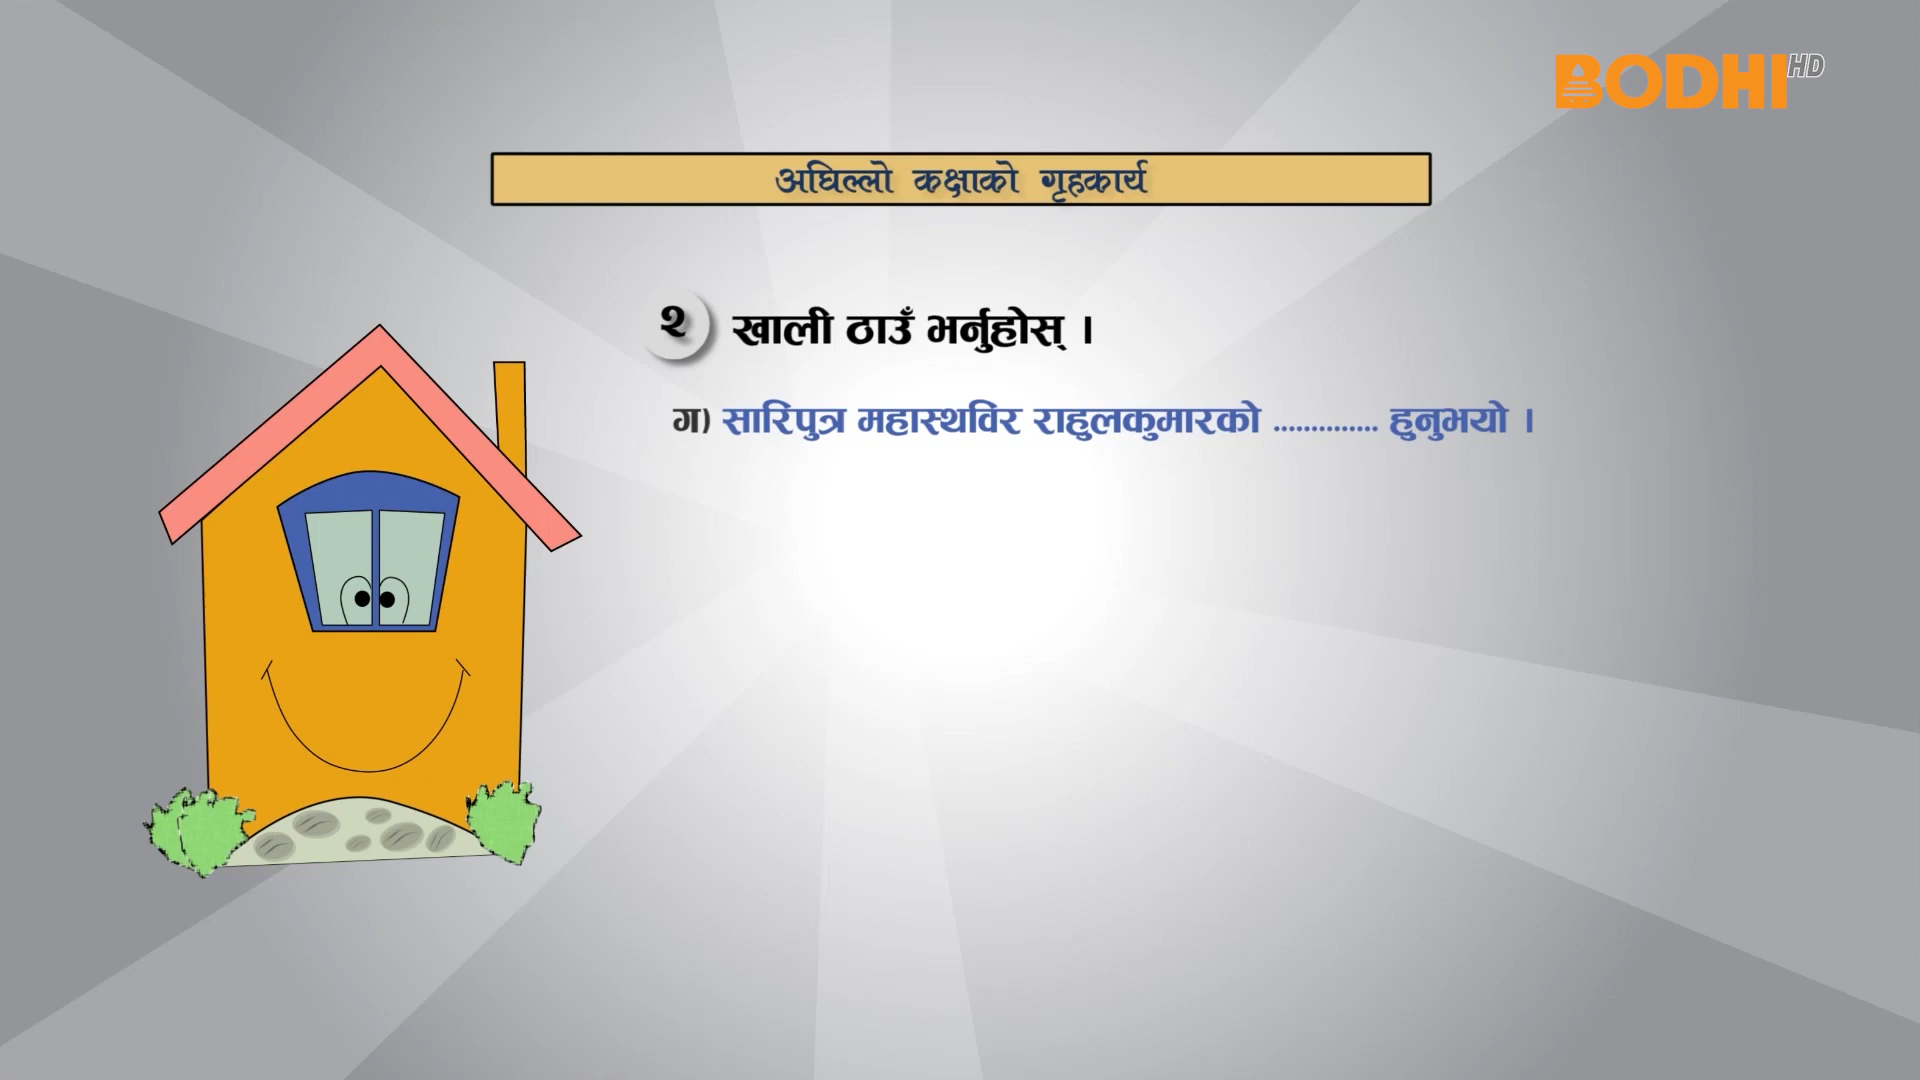 BODHI HD
अघिल्लो कक्षाको गृहकार्य
२ खाली ठाउँ भर्नुहोस् ।
ग) सारिपुत्र महास्थविर राहुलकुमारको .............. हुनुभयो ।